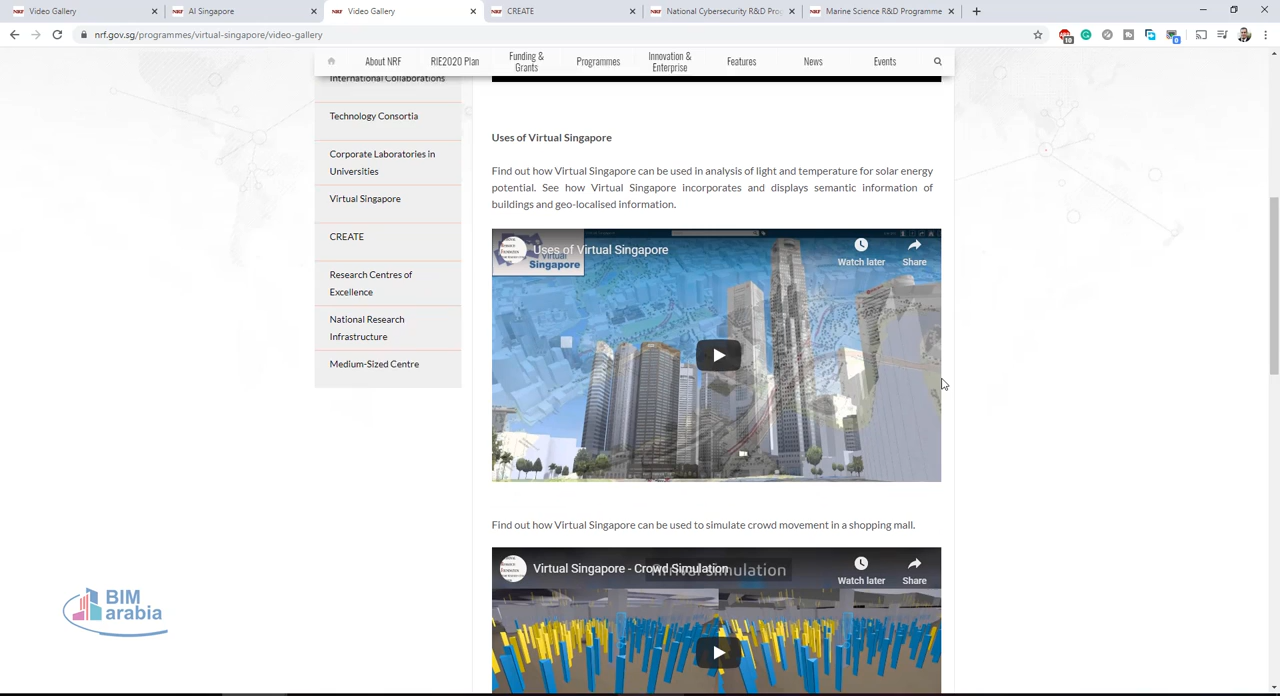 Video Gallery
AI Singapore
Video Gallery
CREATE
National Cybersecurity R&D Pro
Marine Science R&D Programme
nrf.gov.sg/programmes/virtual-singapore/video-gallery
About NRF
RIE2020 Plan
Funding &
Grants
Programmes
Innovation &
Enterprise
Features
News
Events
International Collaborations
Technology Consortia
Corporate Laboratories in
Universities
Virtual Singapore
CREATE
Research Centres of
Excellence
National Research
Infrastructure
Medium-Sized Centre
Uses of Virtual Singapore
Find out how Virtual Singapore can be used in analysis of light and temperature for solar energy
potential. See how Virtual Singapore incorporates and displays semantic information of
buildings and geo-localised information.
Uses of Virtual Singapore
Virtual
Singapore
Watch later
Share
Find out how Virtual Singapore can be used to simulate crowd movement in a shopping mall.
Virtual Singapore - Crowd Simulation
Watch later
Share
BIM
arabia